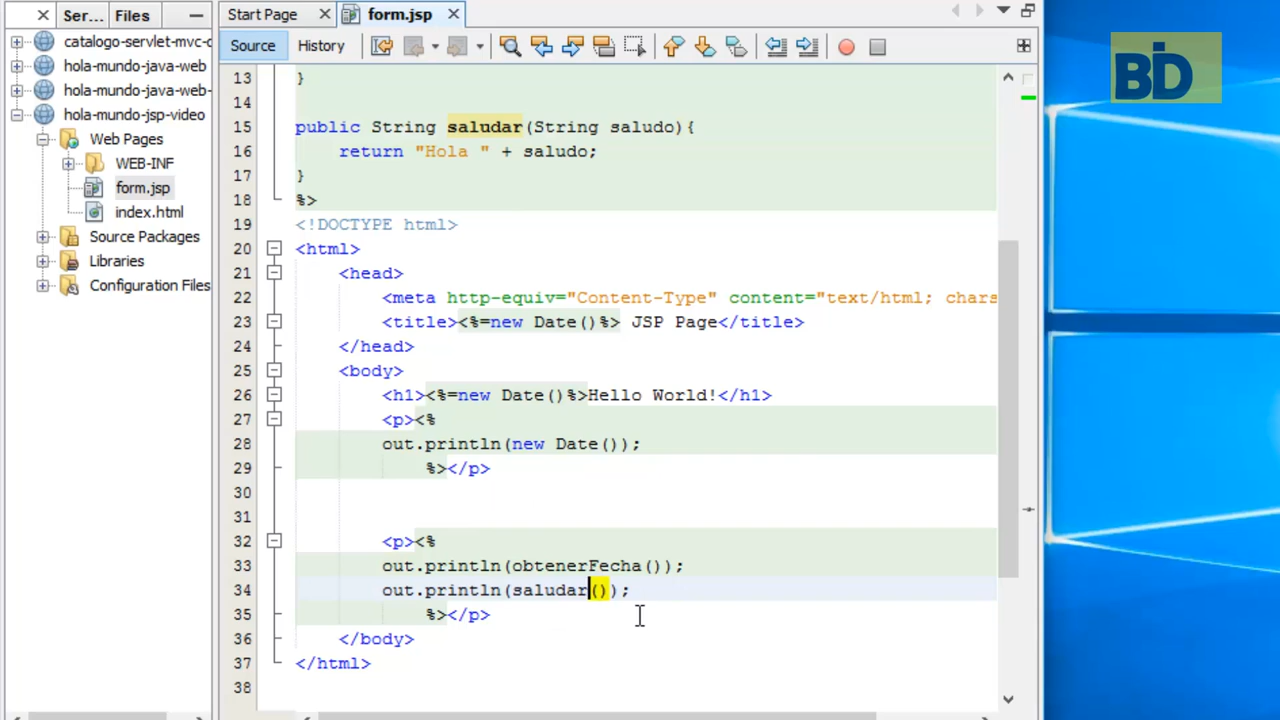 Ser... Files
Start Page form.jsp
Source History
catalogo-servlet-mvc-c
hola-mundo-java-web
hola-mundo-java-web-
hola-mundo-jsp-video
Web Pages
WEB-INF
form.jsp
index.html
Source Packages
Libraries
Configuration Files
13 }
14
15 public String saludar(String saludo){
16 return "Hola " + saludo;
17 }
18 %>
19 <!DOCTYPE html>
20 <html>
21 <head>
22 <meta http-equiv="Content-Type" content="text/html; chars
23 <title><%=new Date()%> JSP Page</title>
24 </head>
25 <body>
26 <h1><%=new Date()%>Hello World!</h1>
27 <p><%
28 out.println(new Date());
29 %></p>
30
31
32 <p><%
33 out.println(obtenerFecha());
34 out.println(saludar());
35 %></p>
36 </body>
37 </html>
38
BID